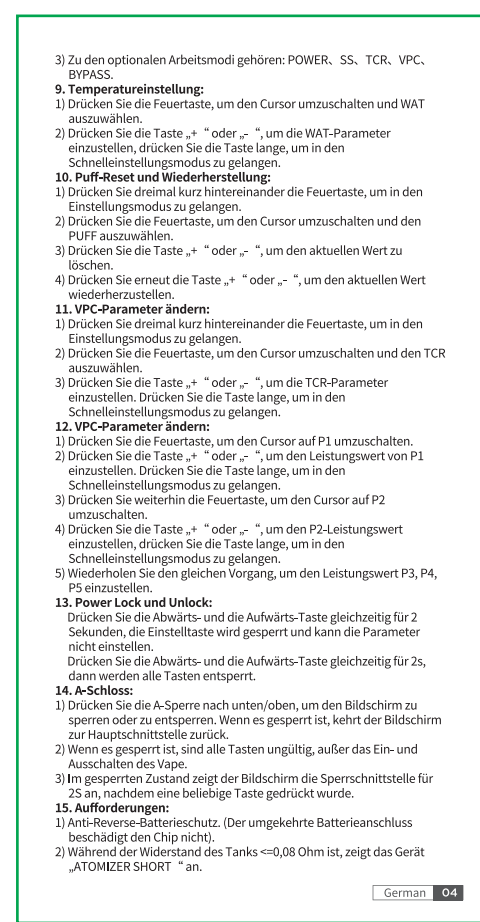 3) Zu den optionalen Arbeitsmodi gehören: POWER、SS、TCR、VPC、
BYPASS.
9. Temperatureinstellung:
1) Drücken Sie die Feuertaste, um den Cursor umzuschalten und WAT
auszuwählen.
2) Drücken Sie die Taste „+ “ oder „- “, um die WAT-Parameter
einzustellen, drücken Sie die Taste lange, um in den
Schnelleinstellungsmodus zu gelangen.
10. Puff-Reset und Wiederherstellung:
1) Drücken Sie dreimal kurz hintereinander die Feuertaste, um in den
Einstellungsmodus zu gelangen.
2) Drücken Sie die Feuertaste, um den Cursor umzuschalten und den
PUFF auszuwählen.
3) Drücken Sie die Taste „+ “ oder „- “, um den aktuellen Wert zu
löschen.
4) Drücken Sie erneut die Taste „+ “ oder „- “, um den aktuellen Wert
wiederherzustellen.
11. VPC-Parameter ändern:
1) Drücken Sie dreimal kurz hintereinander die Feuertaste, um in den
Einstellungsmodus zu gelangen.
2) Drücken Sie die Feuertaste, um den Cursor umzuschalten und den TCR
auszuwählen.
3) Drücken Sie die Taste „+ “ oder „- “, um die TCR-Parameter
einzustellen. Drücken Sie die Taste lange, um in den
Schnelleinstellungsmodus zu gelangen.
12. VPC-Parameter ändern:
1) Drücken Sie die Feuertaste, um den Cursor auf P1 umzuschalten.
2) Drücken Sie die Taste „+ “ oder „- “, um den Leistungswert von P1
einzustellen. Drücken Sie die Taste lange, um in den
Schnelleinstellungsmodus zu gelangen.
3) Drücken Sie weiterhin die Feuertaste, um den Cursor auf P2
umzuschalten.
4) Drücken Sie die Taste „+ “ oder „- “, um den P2-Leistungswert
einzustellen, drücken Sie die Taste lange, um in den
Schnelleinstellungsmodus zu gelangen.
5) Wiederholen Sie den gleichen Vorgang, um den Leistungswert P3, P4,
P5 einzustellen.
13. Power Lock und Unlock:
Drücken Sie die Abwärts- und die Aufwärts-Taste gleichzeitig für 2
Sekunden, die Einstelltaste wird gesperrt und kann die Parameter
nicht einstellen.
Drücken Sie die Abwärts- und die Aufwärts-Taste gleichzeitig für 2s,
dann werden alle Tasten entsperrt.
14. A-Schloss:
1) Drücken Sie die A-Sperre nach unten/oben, um den Bildschirm zu
sperren oder zu entsperren. Wenn es gesperrt ist, kehrt der Bildschirm
zur Hauptschnittstelle zurück.
2) Wenn es gesperrt ist, sind alle Tasten ungültig, außer das Ein- und
Ausschalten des Vape.
3) Im gesperrten Zustand zeigt der Bildschirm die Sperrschnittstelle für
2S an, nachdem eine beliebige Taste gedrückt wurde.
15. Aufforderungen:
1) Anti-Reverse-Batterieschutz. (Der umgekehrte Batterieanschluss
beschädigt den Chip nicht).
2) Während der Widerstand des Tanks <=0,08 Ohm ist, zeigt das Gerät
„ATOMIZER SHORT “ an.
German 04